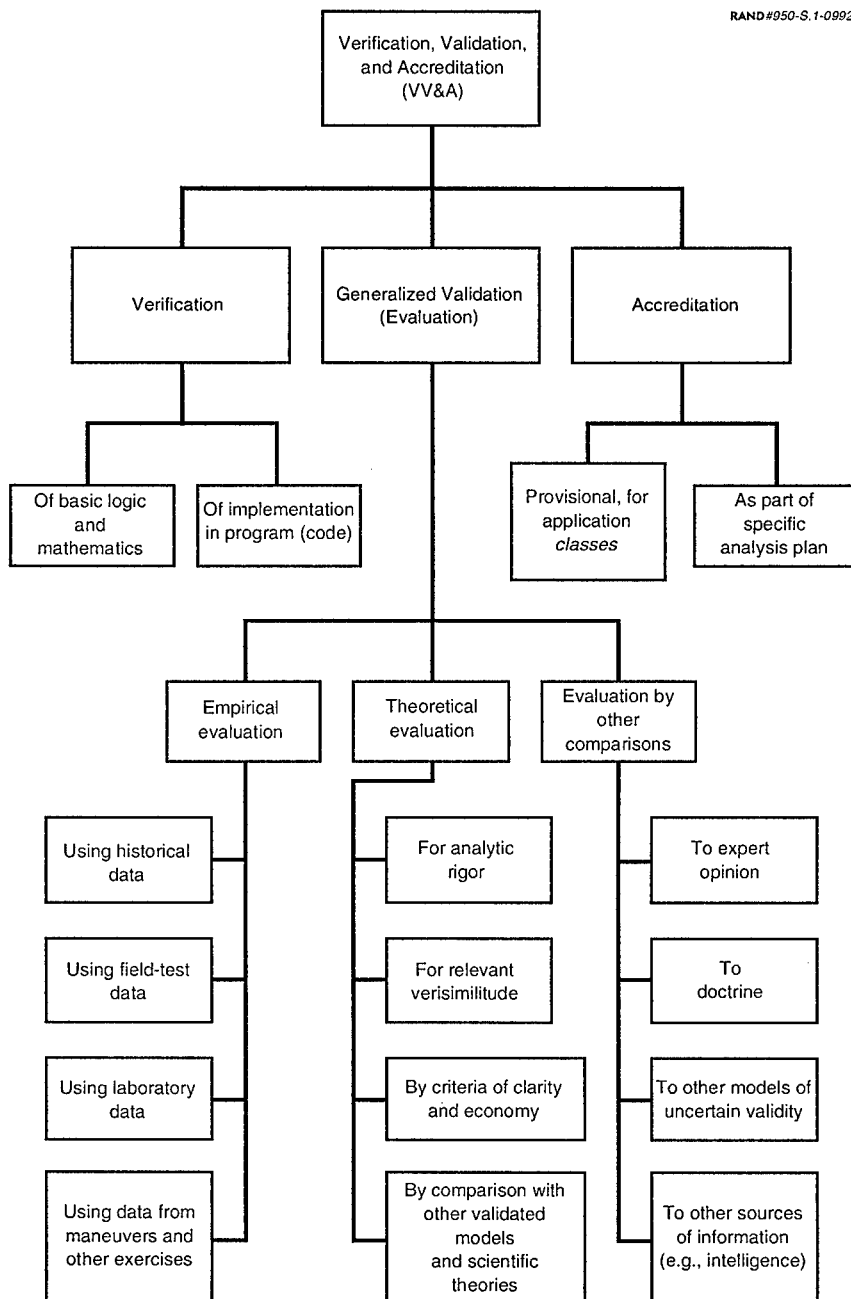 RAND#950-S.1-0992
Verification, Validation,
and Accreditation
(VV&A)
Verification
Generalized Validation
(Evaluation)
Accreditation
Of basic logic
and
mathematics
Of implementation
in program (code)
Provisional, for
application
classes
As part of
specific
analysis plan
Empirical
evaluation
Theoretical
evaluation
Evaluation by
other
comparisons
Using historical
data
For analytic
rigor
To expert
opinion
Using field-test
data
For relevant
verisimilitude
To
doctrine
Using laboratory
data
By criteria of clarity
and economy
To other models of
uncertain validity
Using data from
maneuvers and
other exercises
By comparison with
other validated
models
and scientific
theories
To other sources
of information
(e.g., intelligence)